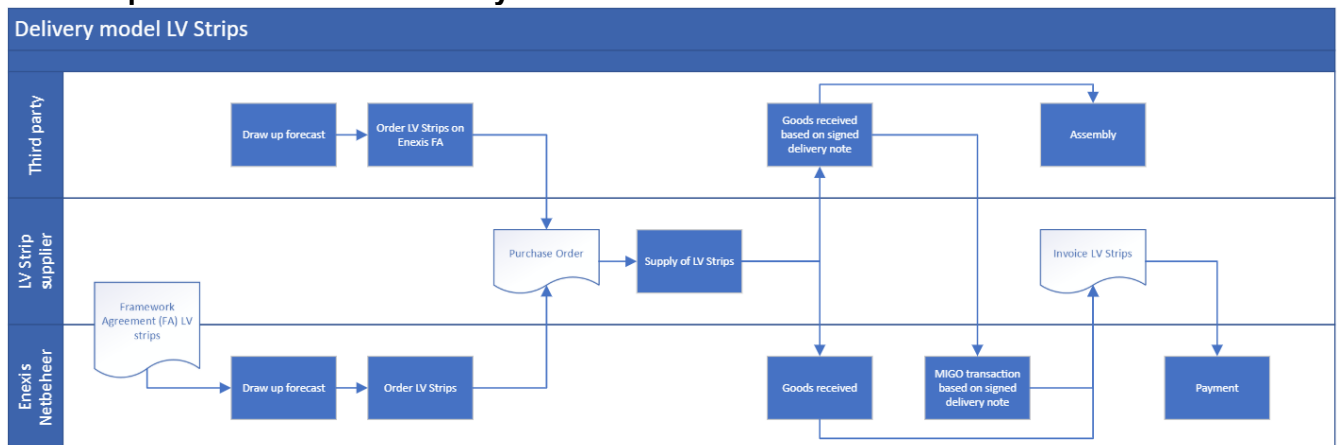 Delivery model LV Strips
Third party
Draw up forecast
Order LV Strips on
Enexis FA
Goods received
based on signed
delivery note
Assembly
LV Strip
supplier
Purchase Order
Supply of LV Strips
Invoice LV Strips
Framework
Agreement (FA) LV
strips
Enexis
Netbeheer
Draw up forecast
Order LV Strips
Goods received
MIGO transaction
based on signed
delivery note
Payment